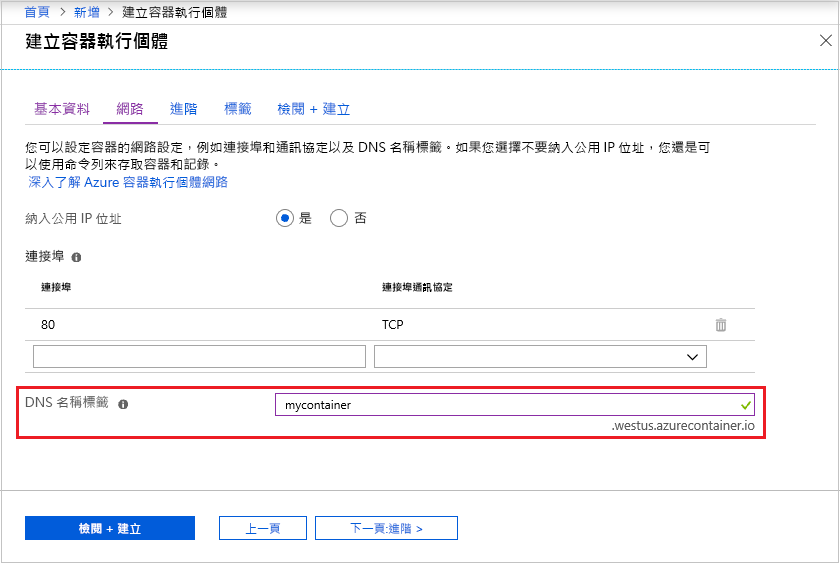 首頁 > 新增 > 建立容器執行個體
建立容器執行個體
基本資料 網路 進階 標籤 檢閱 + 建立
您可以設定容器的網路設定，例如連接埠和通訊協定以及 DNS 名稱標籤。如果您選擇不要納入公用 IP 位址，您還是可
以使用命令列來存取容器和記錄。
深入了解 Azure 容器執行個體網路
納入公用 IP 位址 是 否
連接埠
連接埠 連接埠通訊協定
80 TCP
DNS 名稱標籤 mycontainer
.westus.azurecontainer.io
檢閱 + 建立 上一頁 下一頁:進階 >